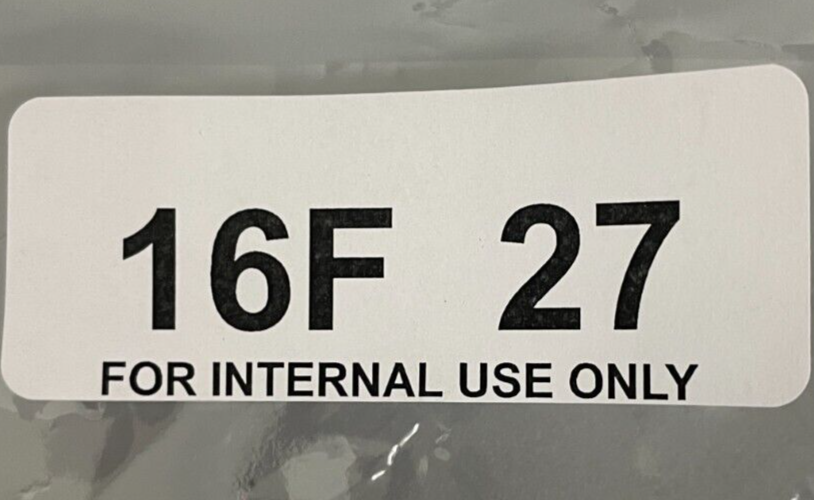 16F 27
FOR INTERNAL USE ONLY